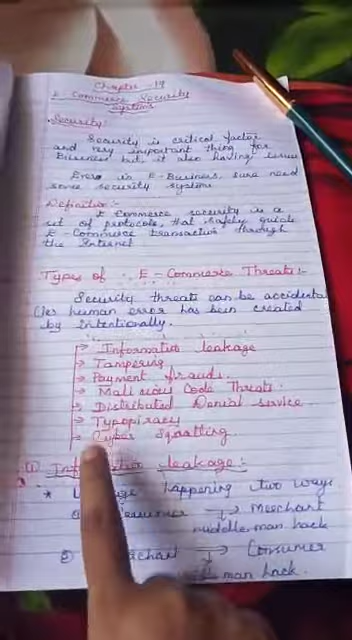 Chapter - 19
E - Commerce Security
Systems
Security:
Security is critical factor
and very important thing for
Business but, it also having issue
Even in E - Business, sure need
some security system
Definition:-
E Commerce security is a
set of protocols, that safely guide
E - Commerce transaction through
the Internet
Types of E - Commerce Threats:-
Security threats can be accidental
(ies human error has been created
by intentionally.
→ Information leakage
→ Tampering
→ Payment frauds.
→ Malicious Code Threats.
→ Distributed Denial service
→ Typopiracy
→ Cyber Squatting
leakage:
* happening two ways
→ Meechart
middle man hack
→ Consumer
man hack.